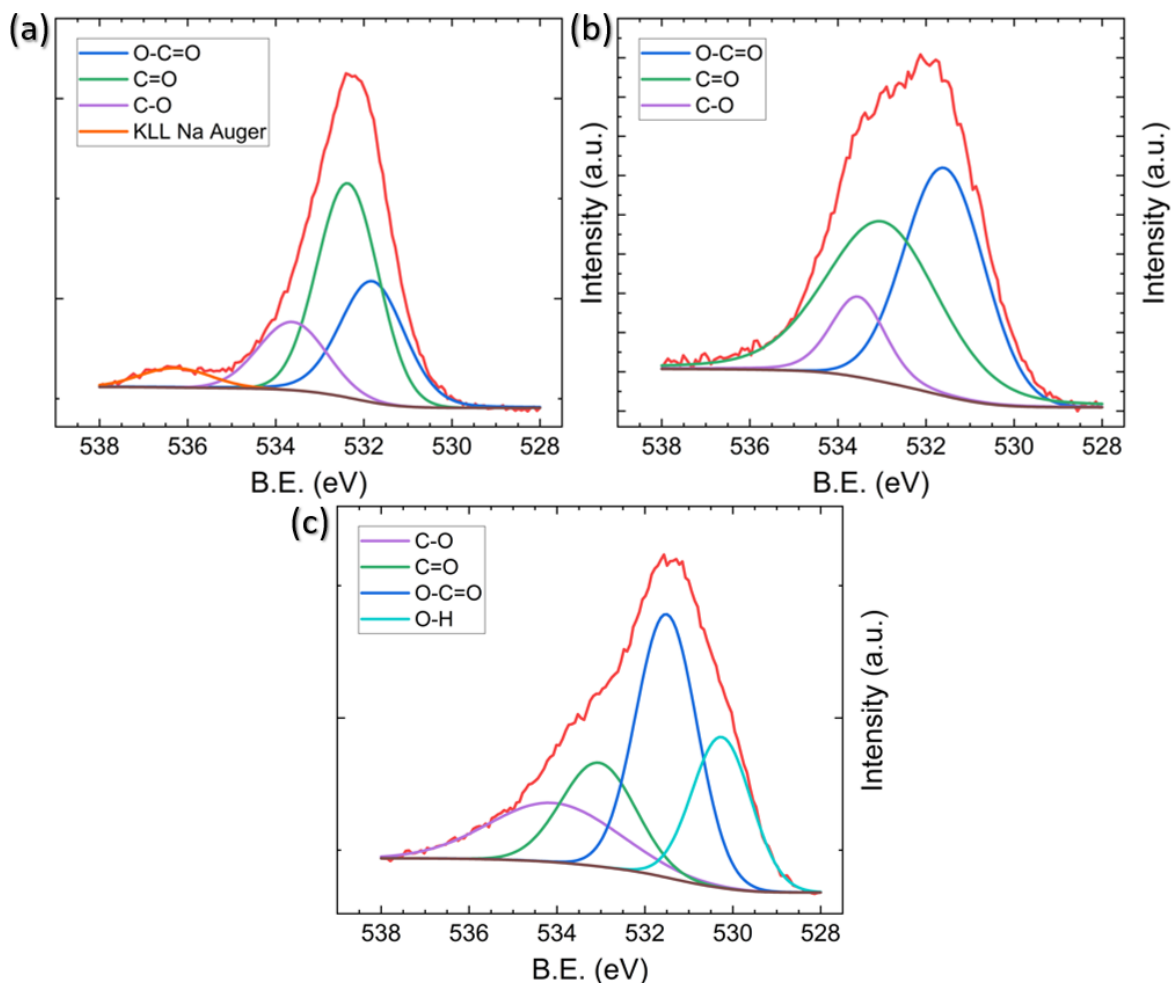 (a)
O-C=O
C=O
C-O
KLL Na Auger
Intensity (a.u.)
538 536 534 532 530 528
B.E. (eV)
(b)
O-C=O
C=O
C-O
Intensity (a.u.)
538 536 534 532 530 528
B.E. (eV)
(c)
C-O
C=O
O-C=O
O-H
Intensity (a.u.)
538 536 534 532 530 528
B.E. (eV)